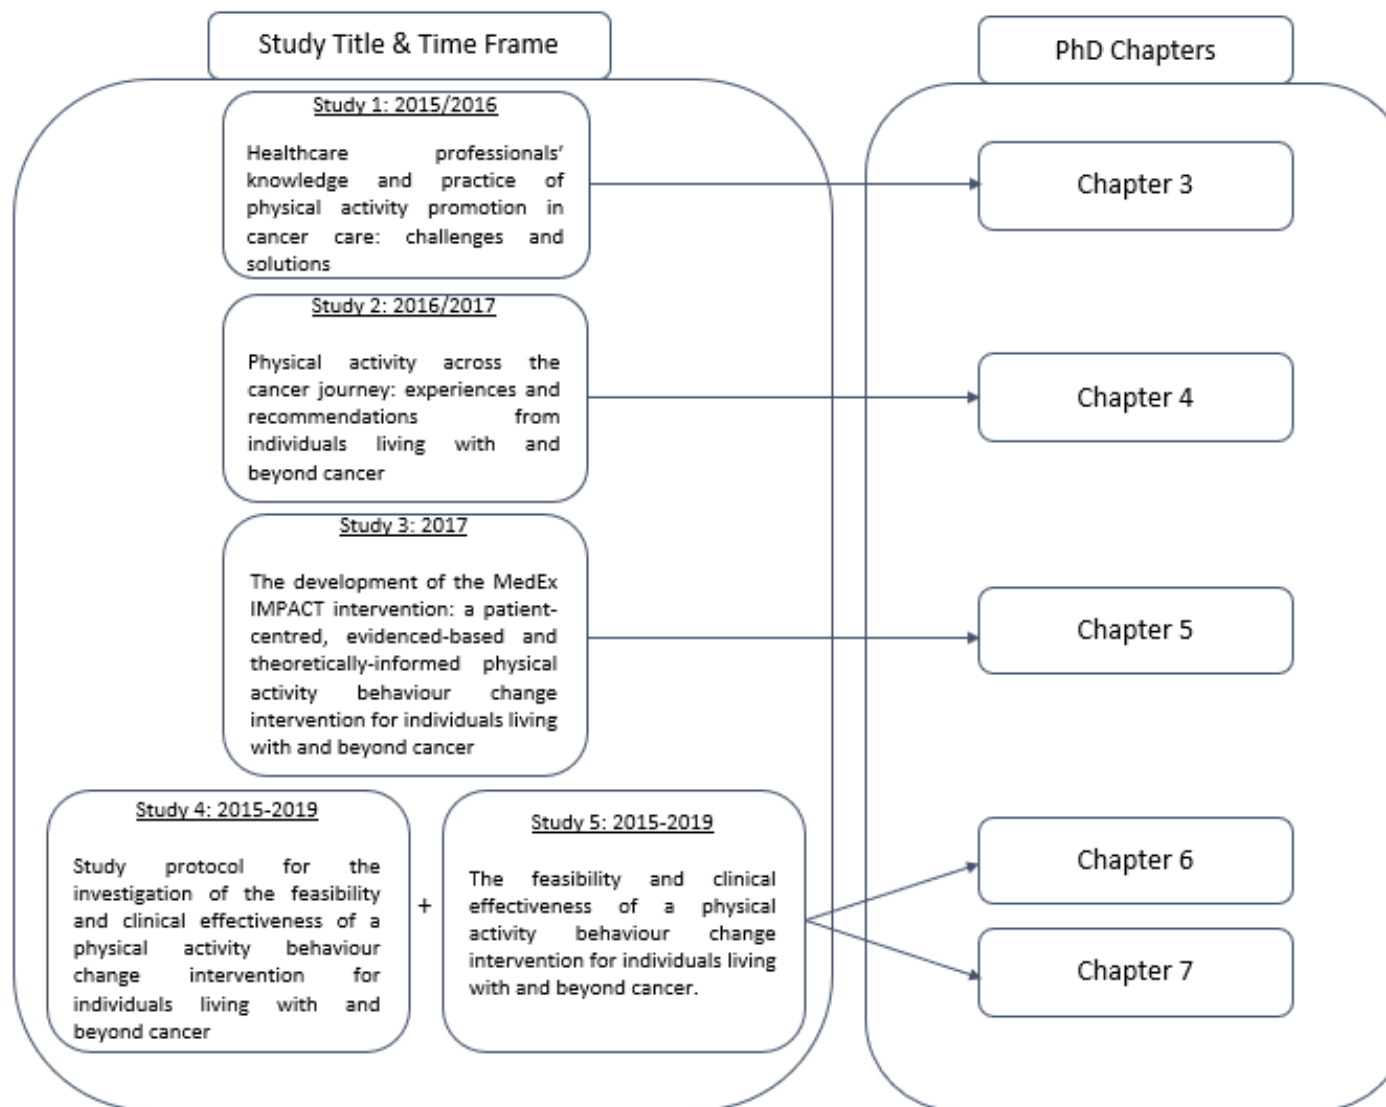 Study Title & Time Frame
PhD Chapters
Study 1: 2015/2016
Healthcare professionals’
knowledge and practice of
physical activity promotion in
cancer care: challenges and
solutions
Chapter 3
Study 2: 2016/2017
Physical activity across the
cancer journey: experiences and
recommendations from
individuals living with and
beyond cancer
Chapter 4
Study 3: 2017
The development of the MedEx
IMPACT intervention: a patient-
centred, evidenced-based and
theoretically-informed physical
activity behaviour change
intervention for individuals living
with and beyond cancer
Chapter 5
Study 4: 2015-2019
Study protocol for the
investigation of the feasibility
and clinical effectiveness of a
physical activity behaviour
change intervention for
individuals living with and
beyond cancer
+
Study 5: 2015-2019
The feasibility and clinical
effectiveness of a physical
activity behaviour change
intervention for individuals living
with and beyond cancer.
Chapter 6
Chapter 7